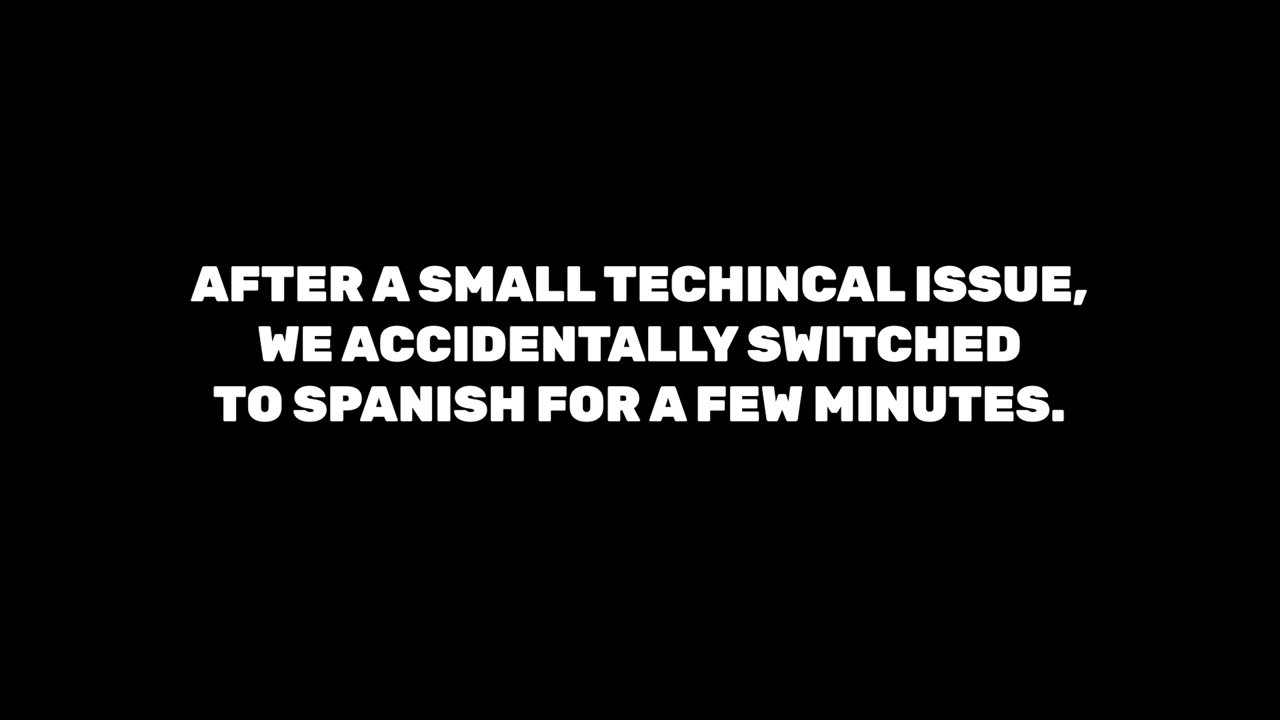 AFTER A SMALL TECHINCAL ISSUE,
WE ACCIDENTALLY SWITCHED
TO SPANISH FOR A FEW MINUTES.